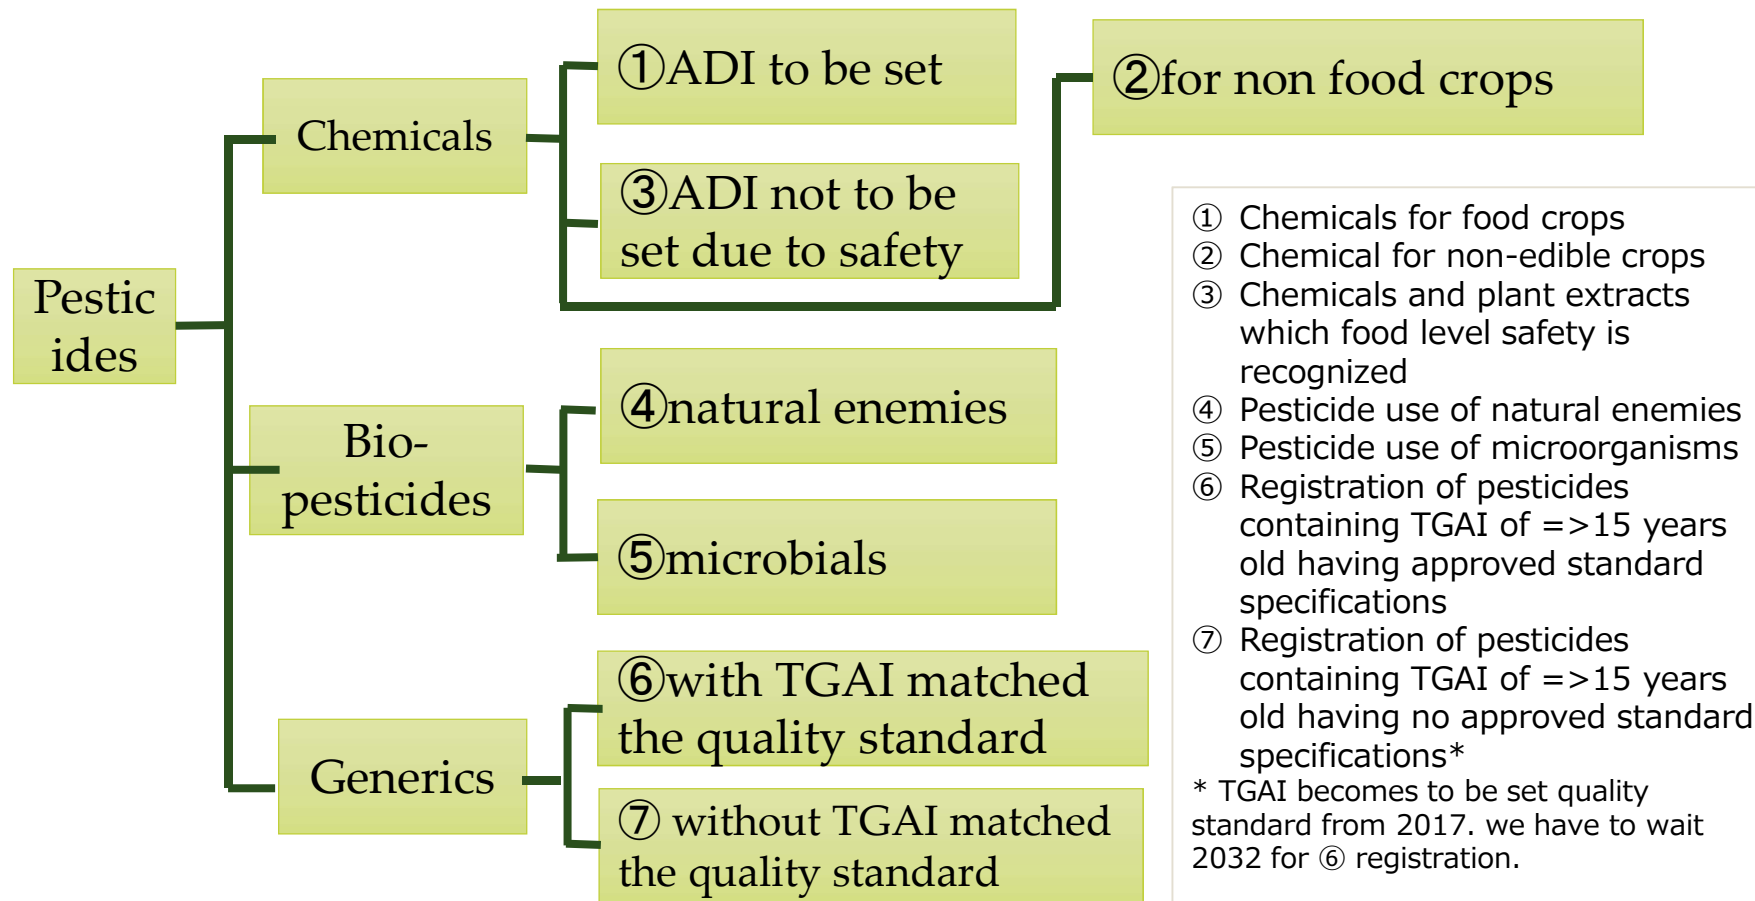 Pestic
ides
Chemicals
①ADI to be set
②for non food crops
③ADI not to be
set due to safety
Bio-
pesticides
④natural enemies
⑤microbials
Generics
⑥with TGAI matched
the quality standard
⑦ without TGAI matched
the quality standard
① Chemicals for food crops
② Chemical for non-edible crops
③ Chemicals and plant extracts
which food level safety is
recognized
④ Pesticide use of natural enemies
⑤ Pesticide use of microorganisms
⑥ Registration of pesticides
containing TGAI of =>15 years
old having approved standard
specifications
⑦ Registration of pesticides
containing TGAI of =>15 years
old having no approved standard
specifications*
* TGAI becomes to be set quality
standard from 2017. we have to wait
2032 for ⑥ registration.